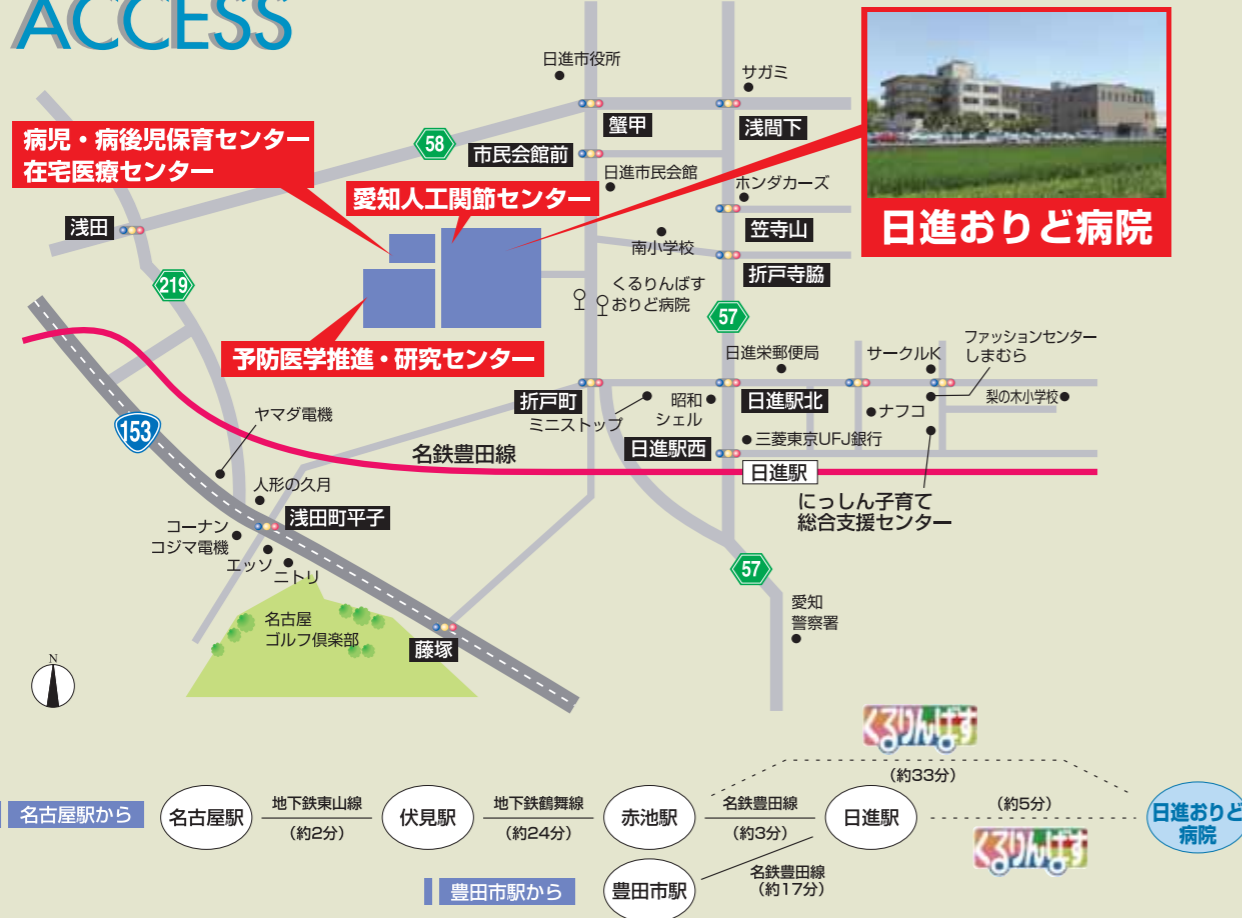 ACCESS
日進市役所
サガミ
蟹甲
浅間下
病児・病後児保育センター
在宅医療センター
58
市民会館前
日進市民会館
ホンダカーズ
愛知人工関節センター
日進おりど病院
浅田
笠寺山
南小学校
折戸寺脇
219
くるりんばす
おりど病院
57
予防医学推進・研究センター
日進栄郵便局
サークルK
ファッションセンター
しまむら
折戸町
ミニストップ
昭和
シェル
日進駅北
ナフコ
梨の木小学校
153
ヤマダ電機
名鉄豊田線
日進駅西
三菱東京UFJ銀行
日進駅
人形の久月
浅田町平子
にっしん子育て
総合支援センター
コーナン
コジマ電機
エッソ
ニトリ
57
名古屋
ゴルフ倶楽部
愛知
警察署
藤塚
N
くるりんばす
(約33分)
名古屋駅から
名古屋駅
地下鉄東山線
(約2分)
伏見駅
地下鉄鶴舞線
(約24分)
赤池駅
名鉄豊田線
(約3分)
日進駅
(約5分)
くるりんばす
日進おりど
病院
豊田市駅から
豊田市駅
名鉄豊田線
(約17分)